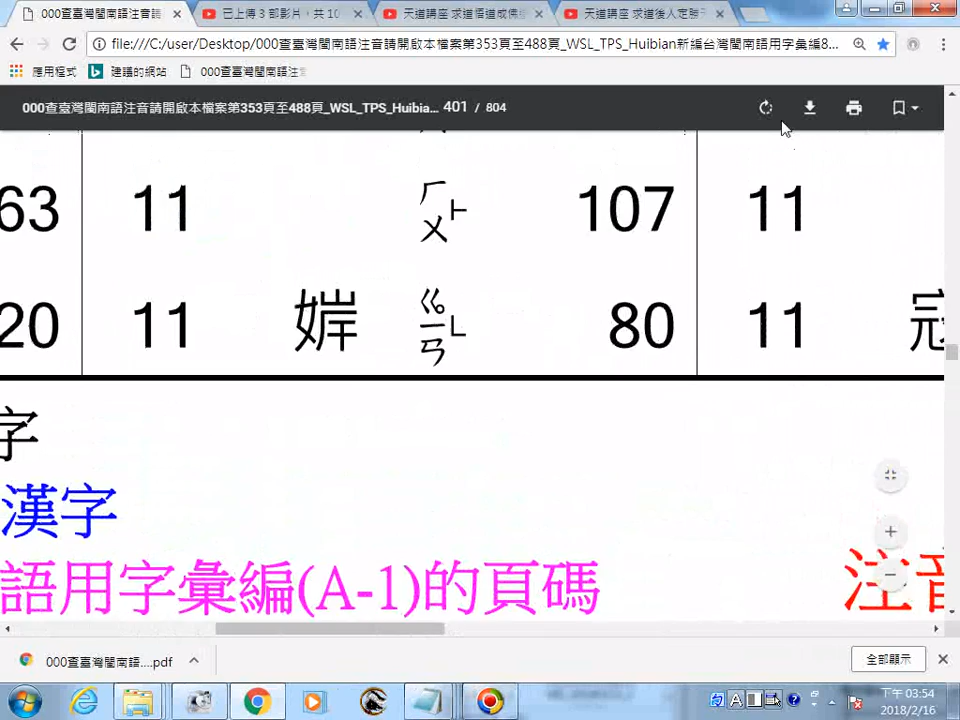 000查臺灣閩南語注音請
已上傳 3 部影片，共 10
天道講座 求道悟道成佛
天道講座 求道後人定勝
file:///C:/user/Desktop/000查臺灣閩南語注音請開啟本檔案第353頁至488頁_WSL_TPS_Huibian新編台灣閩南語用字彙編8...
應用程式
建議的網站
000查臺灣閩南語注
000查臺灣閩南語注音請開啟本檔案第353頁至488頁_WSL_TPS_Huibia... 401 / 804
63 11 ㄏㄨㆷ 107 11
20 11 婩 ㄍㄧㄢ˪ 80 11 冦
字
漢字
語用字彙編(A-1)的頁碼
注音
000查臺灣閩南語....pdf
全部顯示
下午 03:54
2018/2/16